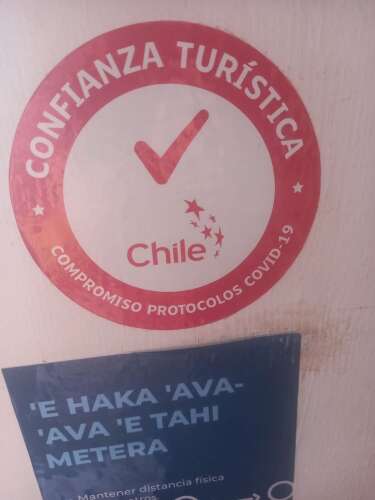 CONFIANZA TURÍSTICA
Chile
COMPROMISO PROTOCOLOS COVID-19
'E HAKA 'AVA-
'AVA 'E TAHI
METERA
Mantener distancia física